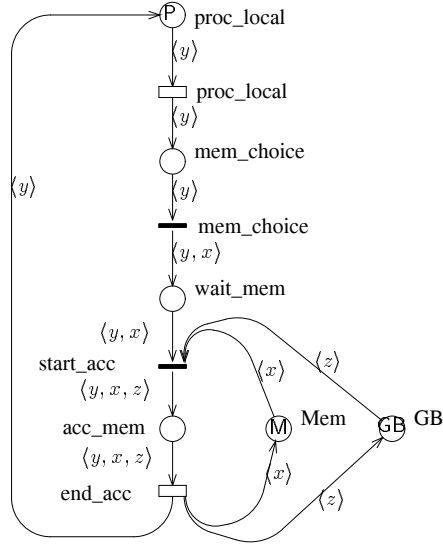 P proc_local
⟨y⟩
proc_local
⟨y⟩
mem_choice
⟨y⟩
⟨y⟩
mem_choice
⟨y, x⟩
wait_mem
⟨y, x⟩
start_acc
⟨z⟩
⟨x⟩
⟨y, x, z⟩
acc_mem
M Mem
GB GB
⟨y, x, z⟩
⟨x⟩
end_acc
⟨z⟩